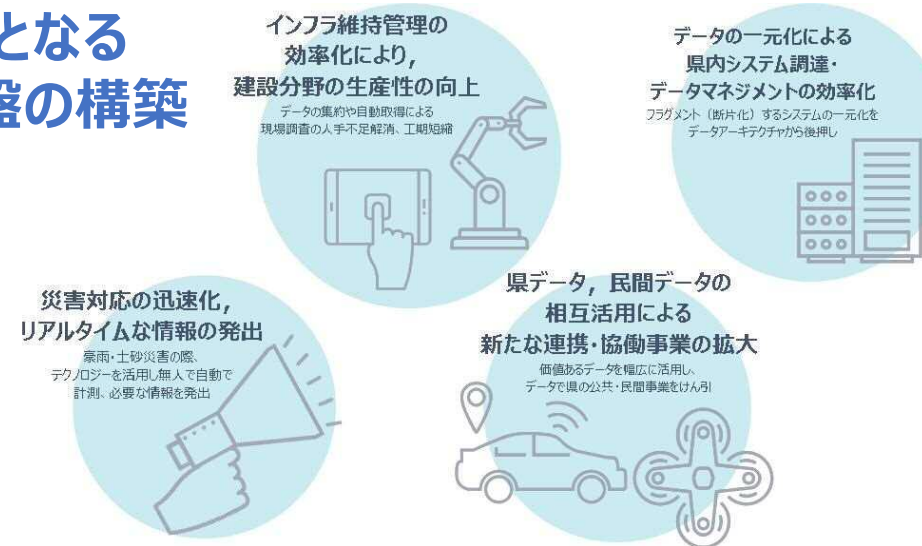 となる
盤の構築
インフラ維持管理の
効率化により，
建設分野の生産性の向上
データの集約や自動取得による
現場調査の人手不足解消、工期短縮
データの一元化による
県内システム調達・
データマネジメントの効率化
フラグメント（断片化）するシステムの一元化を
データアーキテクチャから後押し
災害対応の迅速化，
リアルタイムな情報の発出
豪雨・土砂災害の際、
テクノロジーを活用し無人で自動で
計測、必要な情報を発出
県データ，民間データの
相互活用による
新たな連携・協働事業の拡大
価値あるデータを幅広に活用し、
データで県の公共・民間事業をけん引